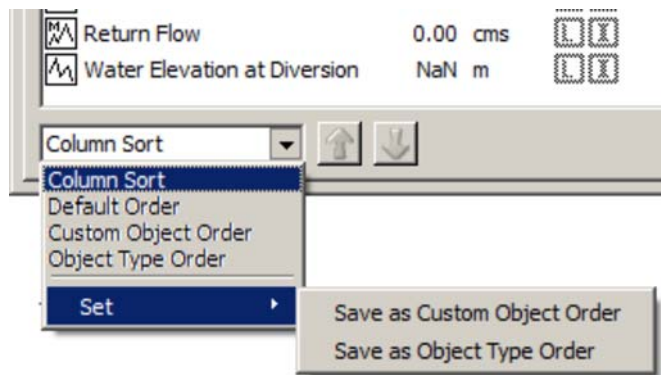 Return Flow 0.00 cms L I
Water Elevation at Diversion NaN m L I
Column Sort
Column Sort
Default Order
Custom Object Order
Object Type Order
Set
Save as Custom Object Order
Save as Object Type Order